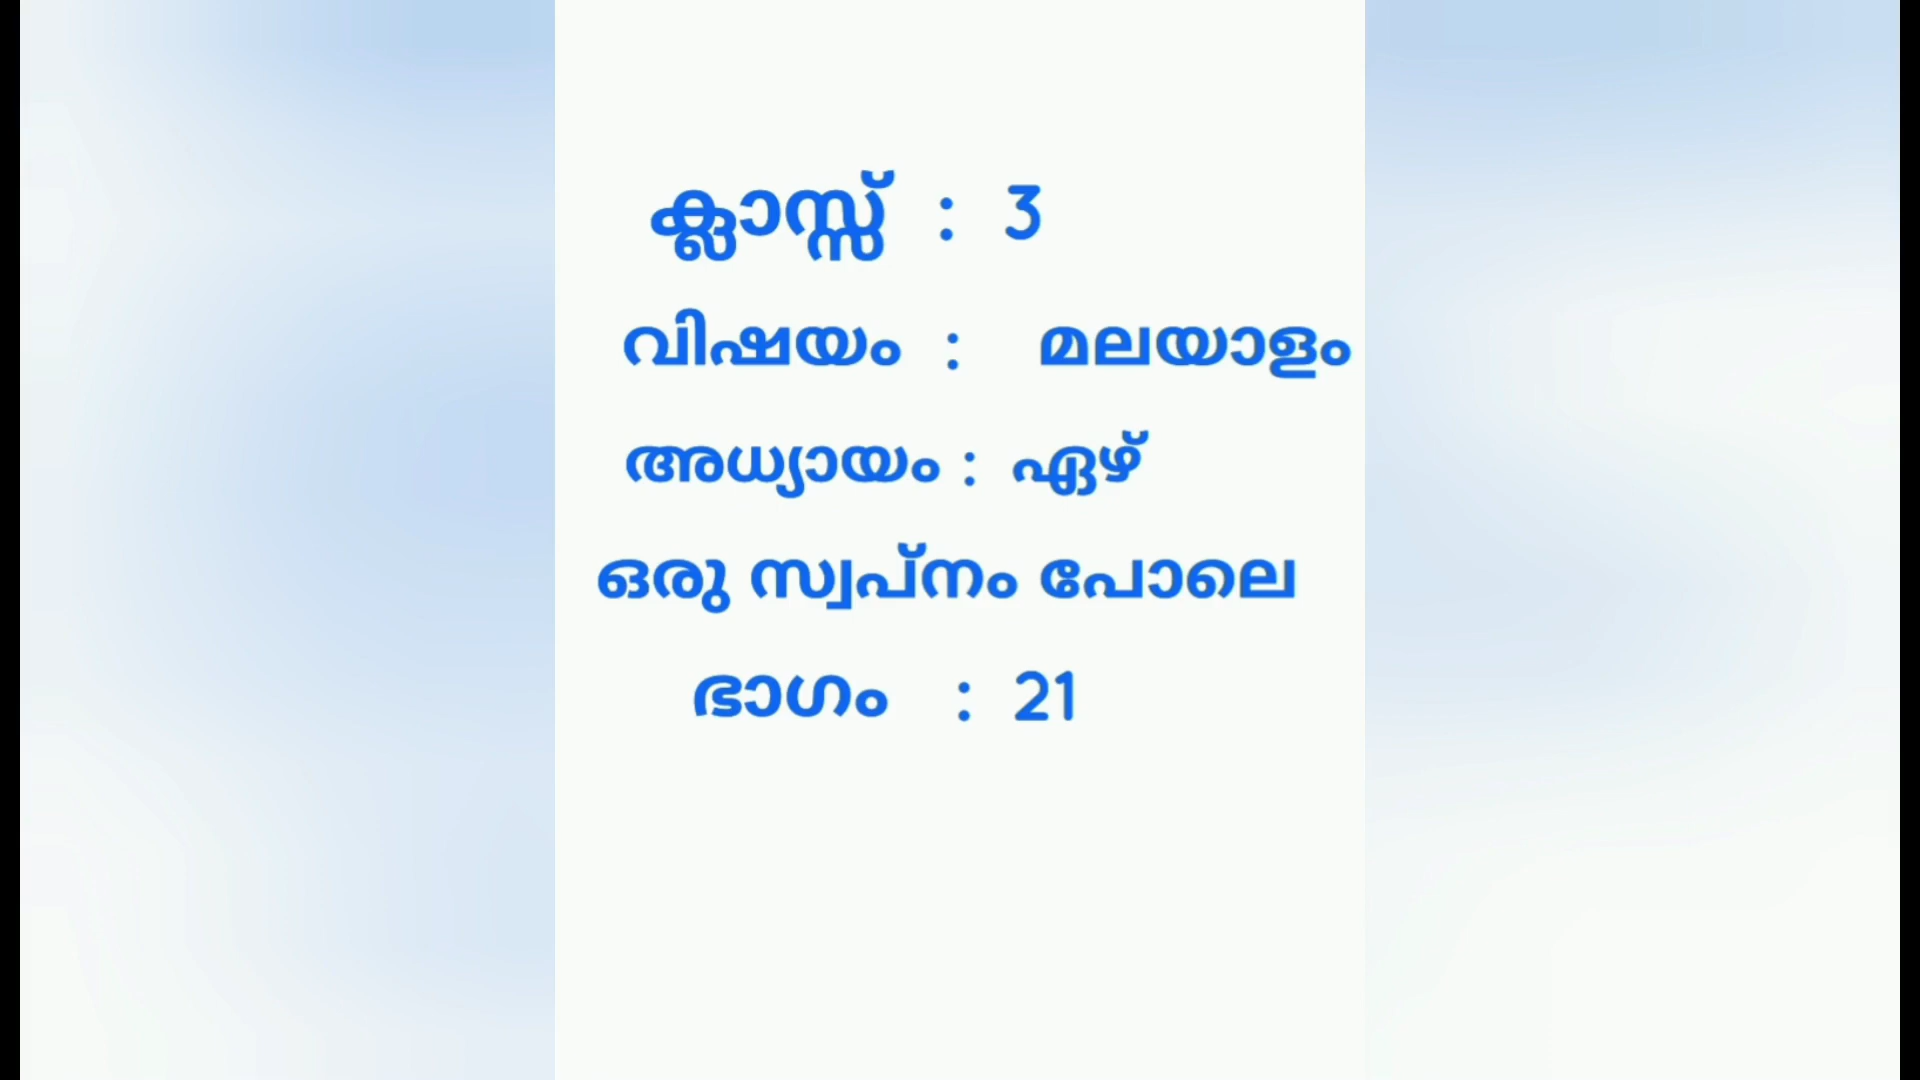 ക്ലാസ്സ് : 3
വിഷയം : മലയാളം
അധ്യായം : ഏഴ്
ഒരു സ്വപ്നം പോലെ
ഭാഗം : 21